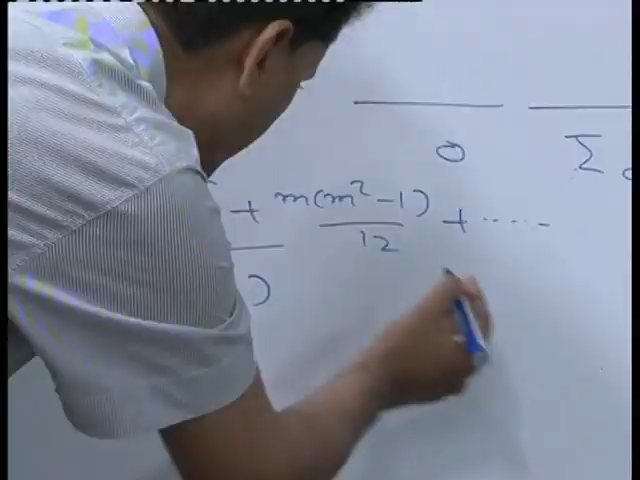 0 Σ
+ m(m² - 1) / 12 + .....
)